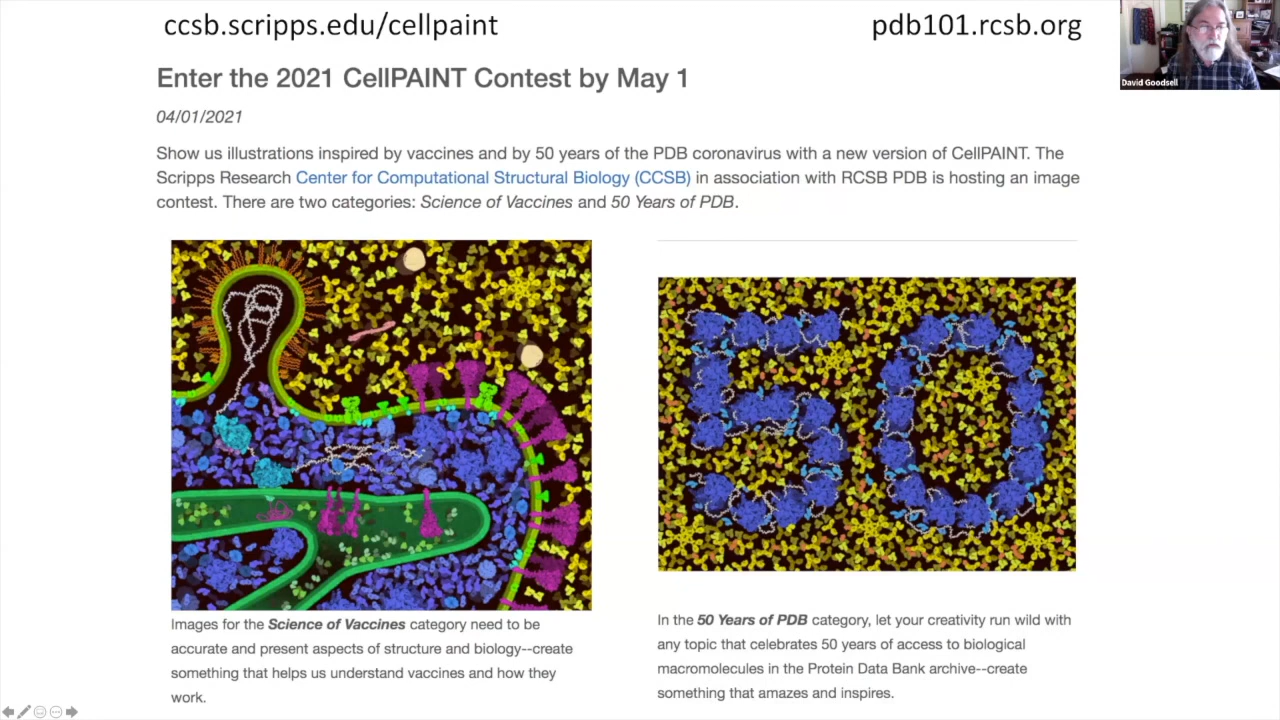 ccsb.scripps.edu/cellpaint
pdb101.rcsb.org
David Goodsell
Enter the 2021 CellPAINT Contest by May 1
04/01/2021
Show us illustrations inspired by vaccines and by 50 years of the PDB coronavirus with a new version of CellPAINT. The
Scripps Research Center for Computational Structural Biology (CCSB) in association with RCSB PDB is hosting an image
contest. There are two categories: Science of Vaccines and 50 Years of PDB.
50
Images for the Science of Vaccines category need to be
accurate and present aspects of structure and biology--create
something that helps us understand vaccines and how they
work.
In the 50 Years of PDB category, let your creativity run wild with
any topic that celebrates 50 years of access to biological
macromolecules in the Protein Data Bank archive--create
something that amazes and inspires.